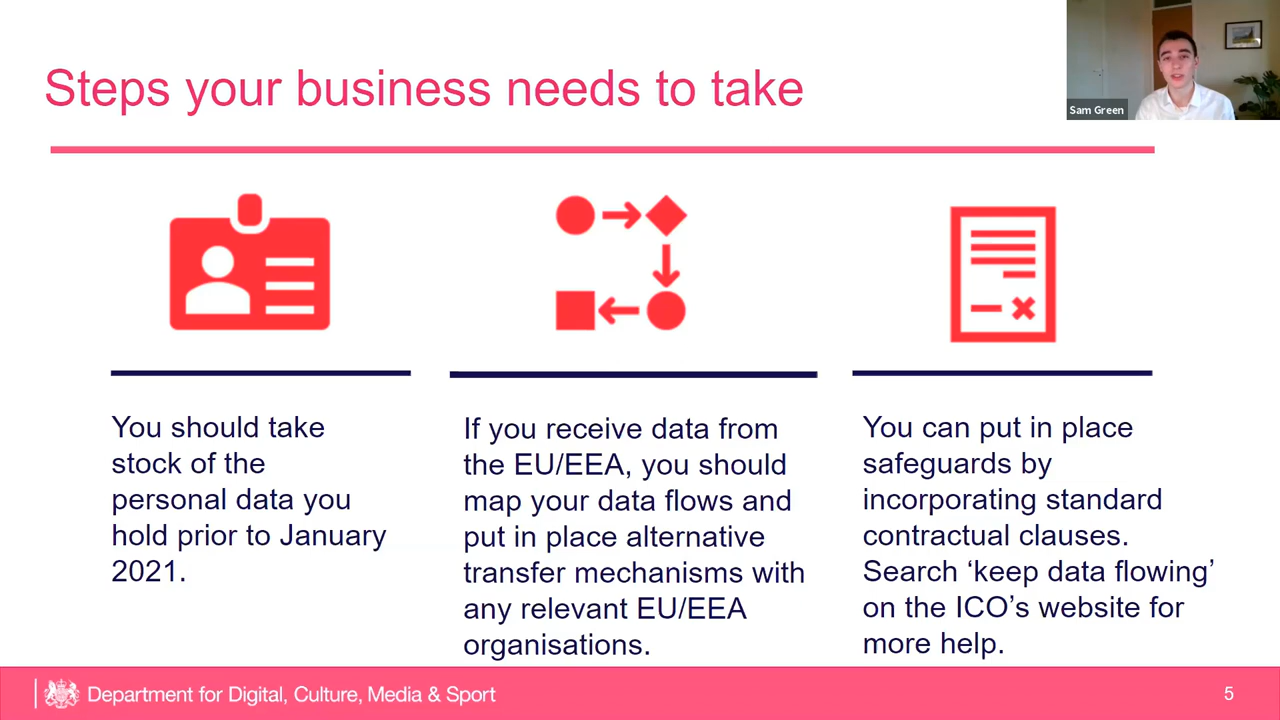 Steps your business needs to take
Sam Green
You should take
stock of the
personal data you
hold prior to January
2021.
If you receive data from
the EU/EEA, you should
map your data flows and
put in place alternative
transfer mechanisms with
any relevant EU/EEA
organisations.
You can put in place
safeguards by
incorporating standard
contractual clauses.
Search ‘keep data flowing’
on the ICO’s website for
more help.
Department for Digital, Culture, Media & Sport
5